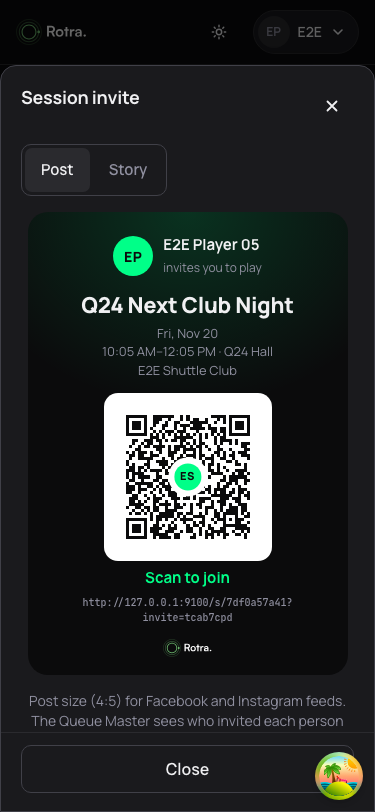 Rotra.
EP E2E
Session invite
Post Story
EP
E2E Player 05
invites you to play
Q24 Next Club Night
Fri, Nov 20
10:05 AM–12:05 PM · Q24 Hall
E2E Shuttle Club
ES
Scan to join
http://127.0.0.1:9100/s/7df0a57a41?
invite=tcab7cpd
Rotra.
Post size (4:5) for Facebook and Instagram feeds.
The Queue Master sees who invited each person
Close